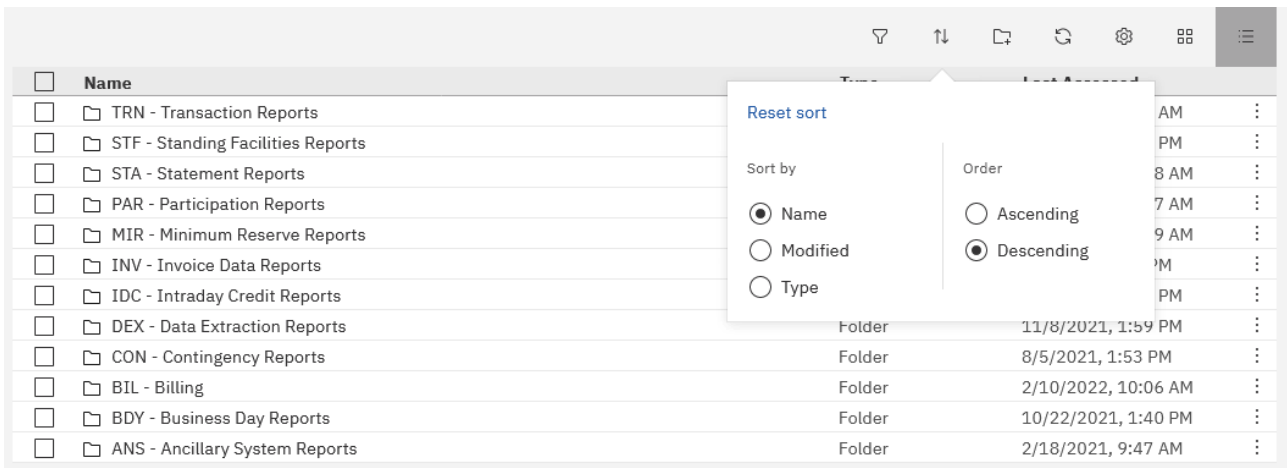 Name
TRN - Transaction Reports AM
STF - Standing Facilities Reports PM
STA - Statement Reports 8 AM
PAR - Participation Reports 7 AM
MIR - Minimum Reserve Reports 9 AM
INV - Invoice Data Reports PM
IDC - Intraday Credit Reports PM
DEX - Data Extraction Reports Folder 11/8/2021, 1:59 PM
CON - Contingency Reports Folder 8/5/2021, 1:53 PM
BIL - Billing Folder 2/10/2022, 10:06 AM
BDY - Business Day Reports Folder 10/22/2021, 1:40 PM
ANS - Ancillary System Reports Folder 2/18/2021, 9:47 AM
Reset sort
Sort by
Name
Modified
Type
Order
Ascending
Descending